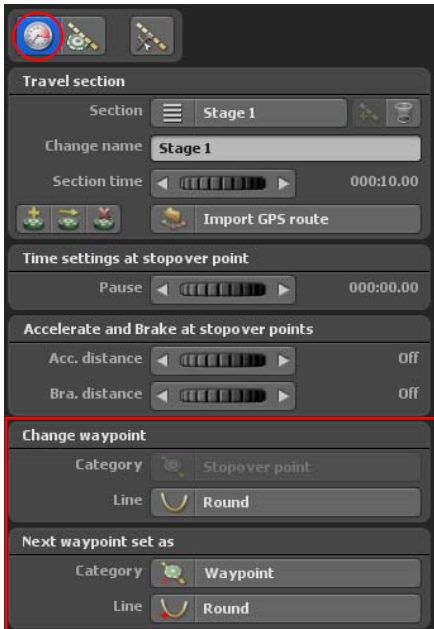 Travel section
Section Stage 1
Change name Stage 1
Section time 000:10.00
Import GPS route
Time settings at stopover point
Pause 000:00.00
Accelerate and Brake at stopover points
Acc. distance Off
Bra. distance Off
Change waypoint
Category Stopover point
Line Round
Next waypoint set as
Category Waypoint
Line Round